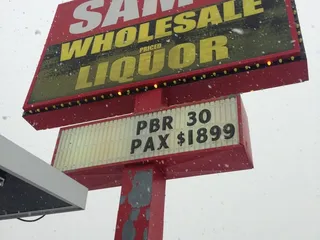 SAM
WHOLESALE
PRICED
LIQUOR
PBR 30
PAX $1899